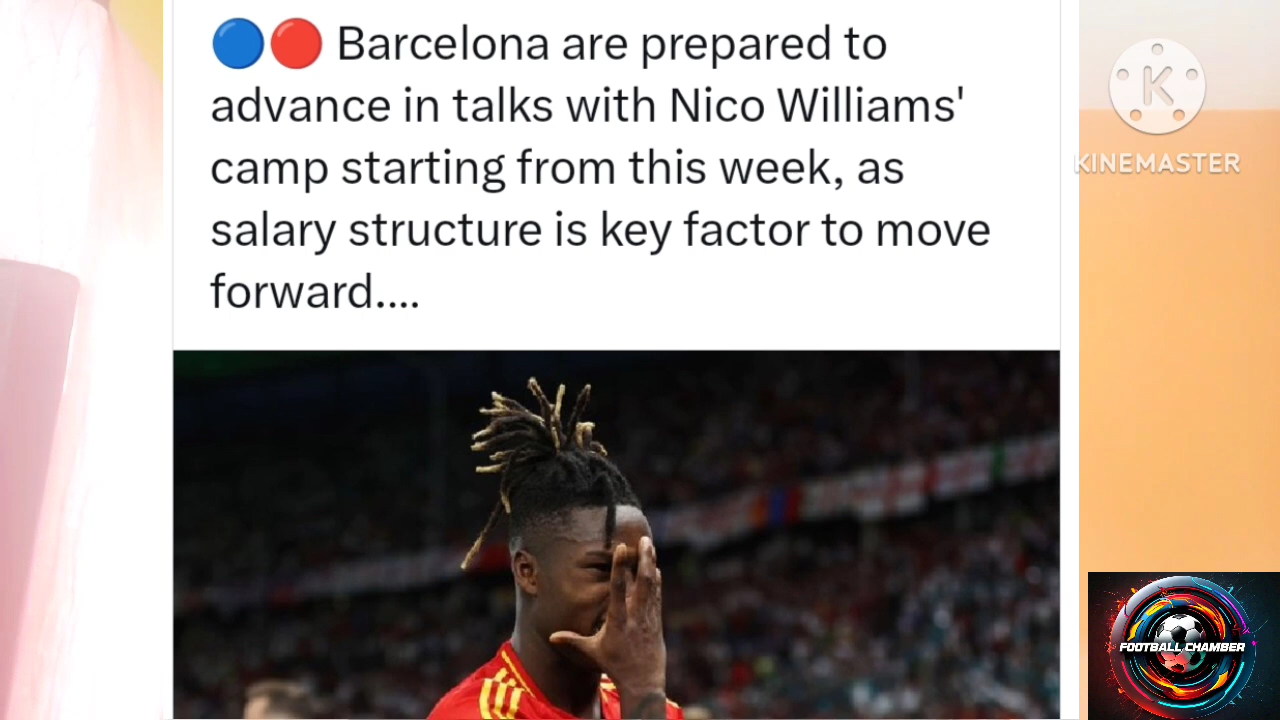 🔵🔴 Barcelona are prepared to
advance in talks with Nico Williams'
camp starting from this week, as
salary structure is key factor to move
forward....
K
KINEMASTER
FOOTBALL CHAMBER